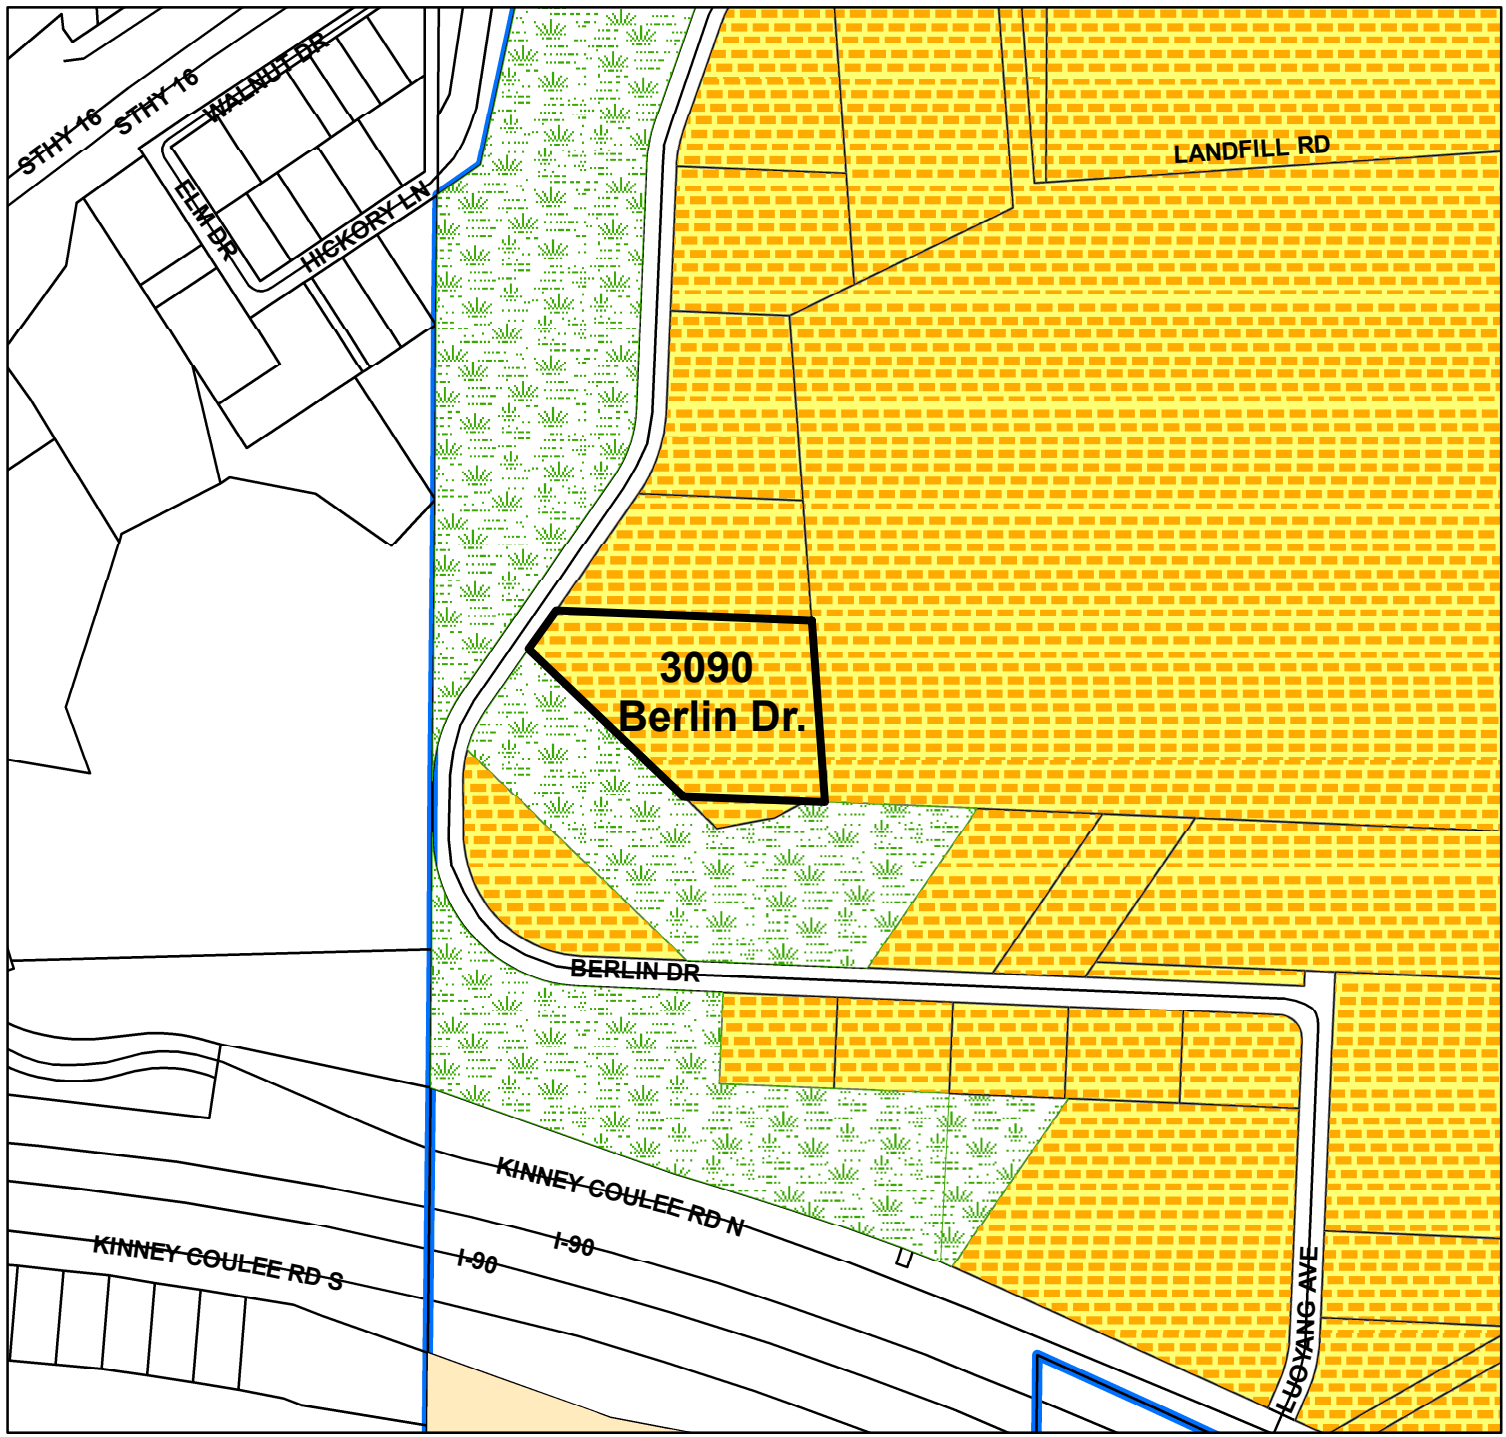 WALNUT DR
STHY 16
STHY 16
LANDFILL RD
ELM DR
HICKORY LN
3090
Berlin Dr.
BERLIN DR
KINNEY COULEE RD N
I-90
I-90
KINNEY COULEE RD S
LUOYANG AVE